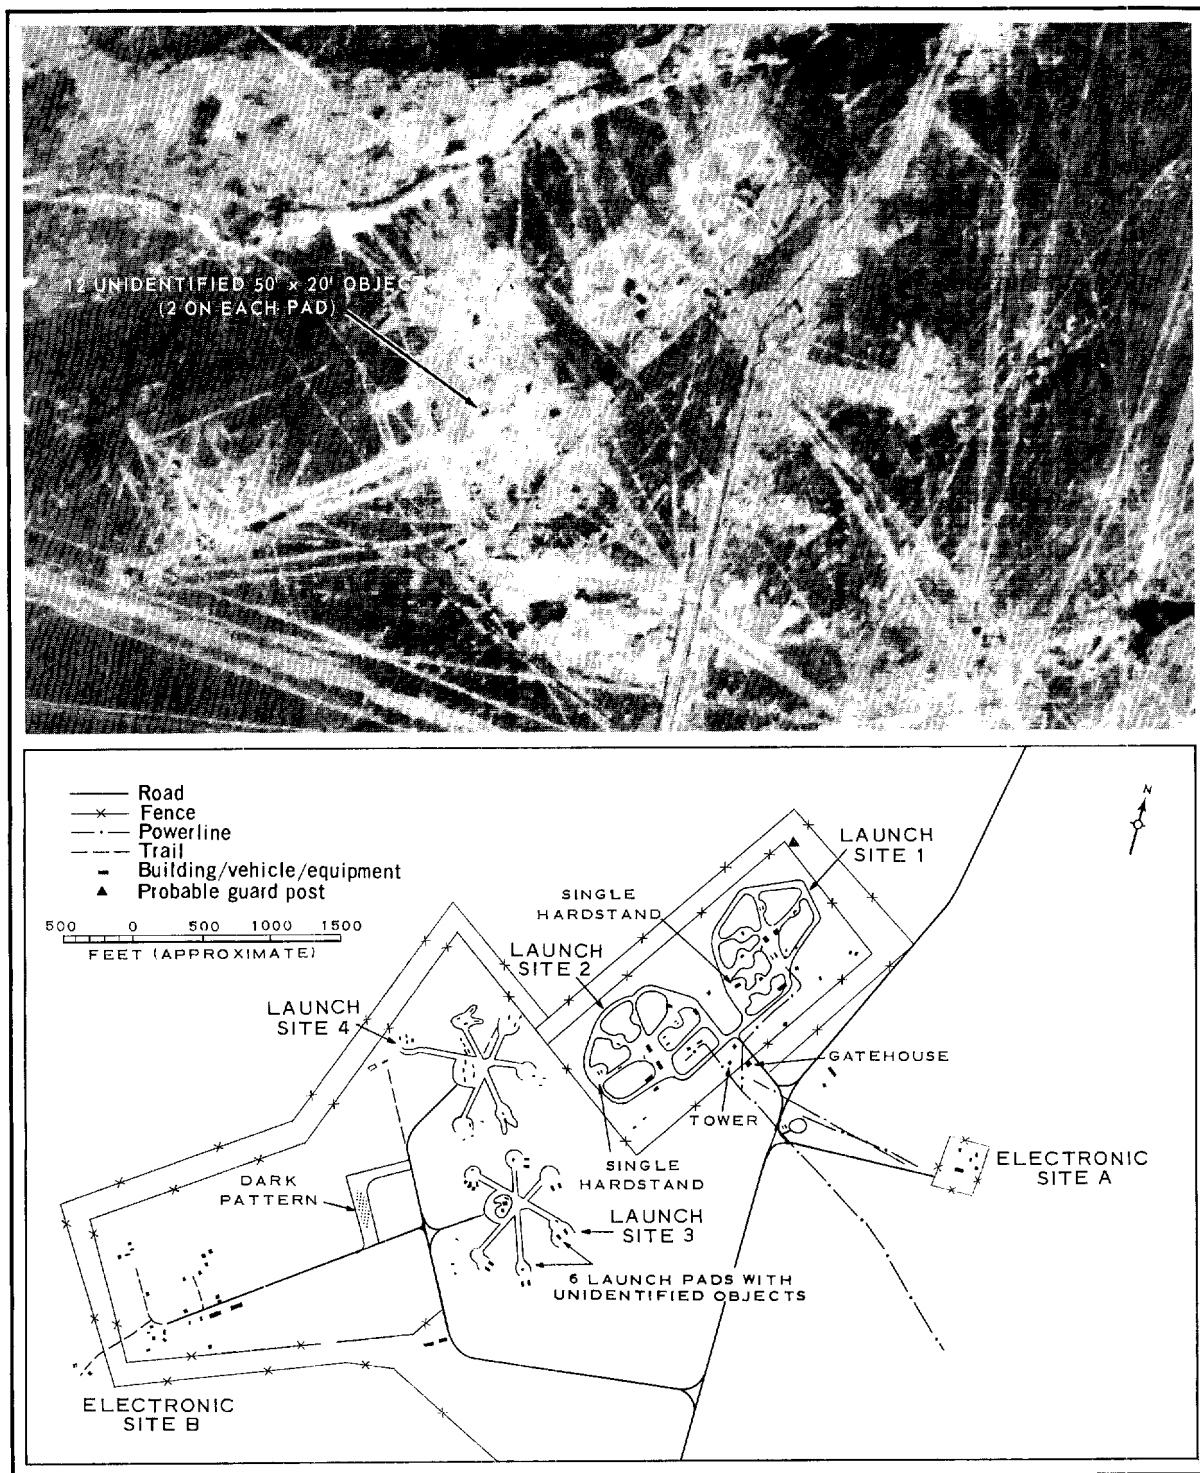 12 UNIDENTIFIED 50' x 20' OBJEC
(2 ON EACH PAD)
Road
Fence
Powerline
Trail
Building/vehicle/equipment
Probable guard post
500 0 500 1000 1500
FEET (APPROXIMATE)
N
LAUNCH
SITE 1
SINGLE
HARDSTAND
LAUNCH
SITE 2
LAUNCH
SITE 4
GATEHOUSE
TOWER
ELECTRONIC
SITE A
SINGLE
HARDSTAND
DARK
PATTERN
LAUNCH
SITE 3
6 LAUNCH PADS WITH
UNIDENTIFIED OBJECTS
ELECTRONIC
SITE B